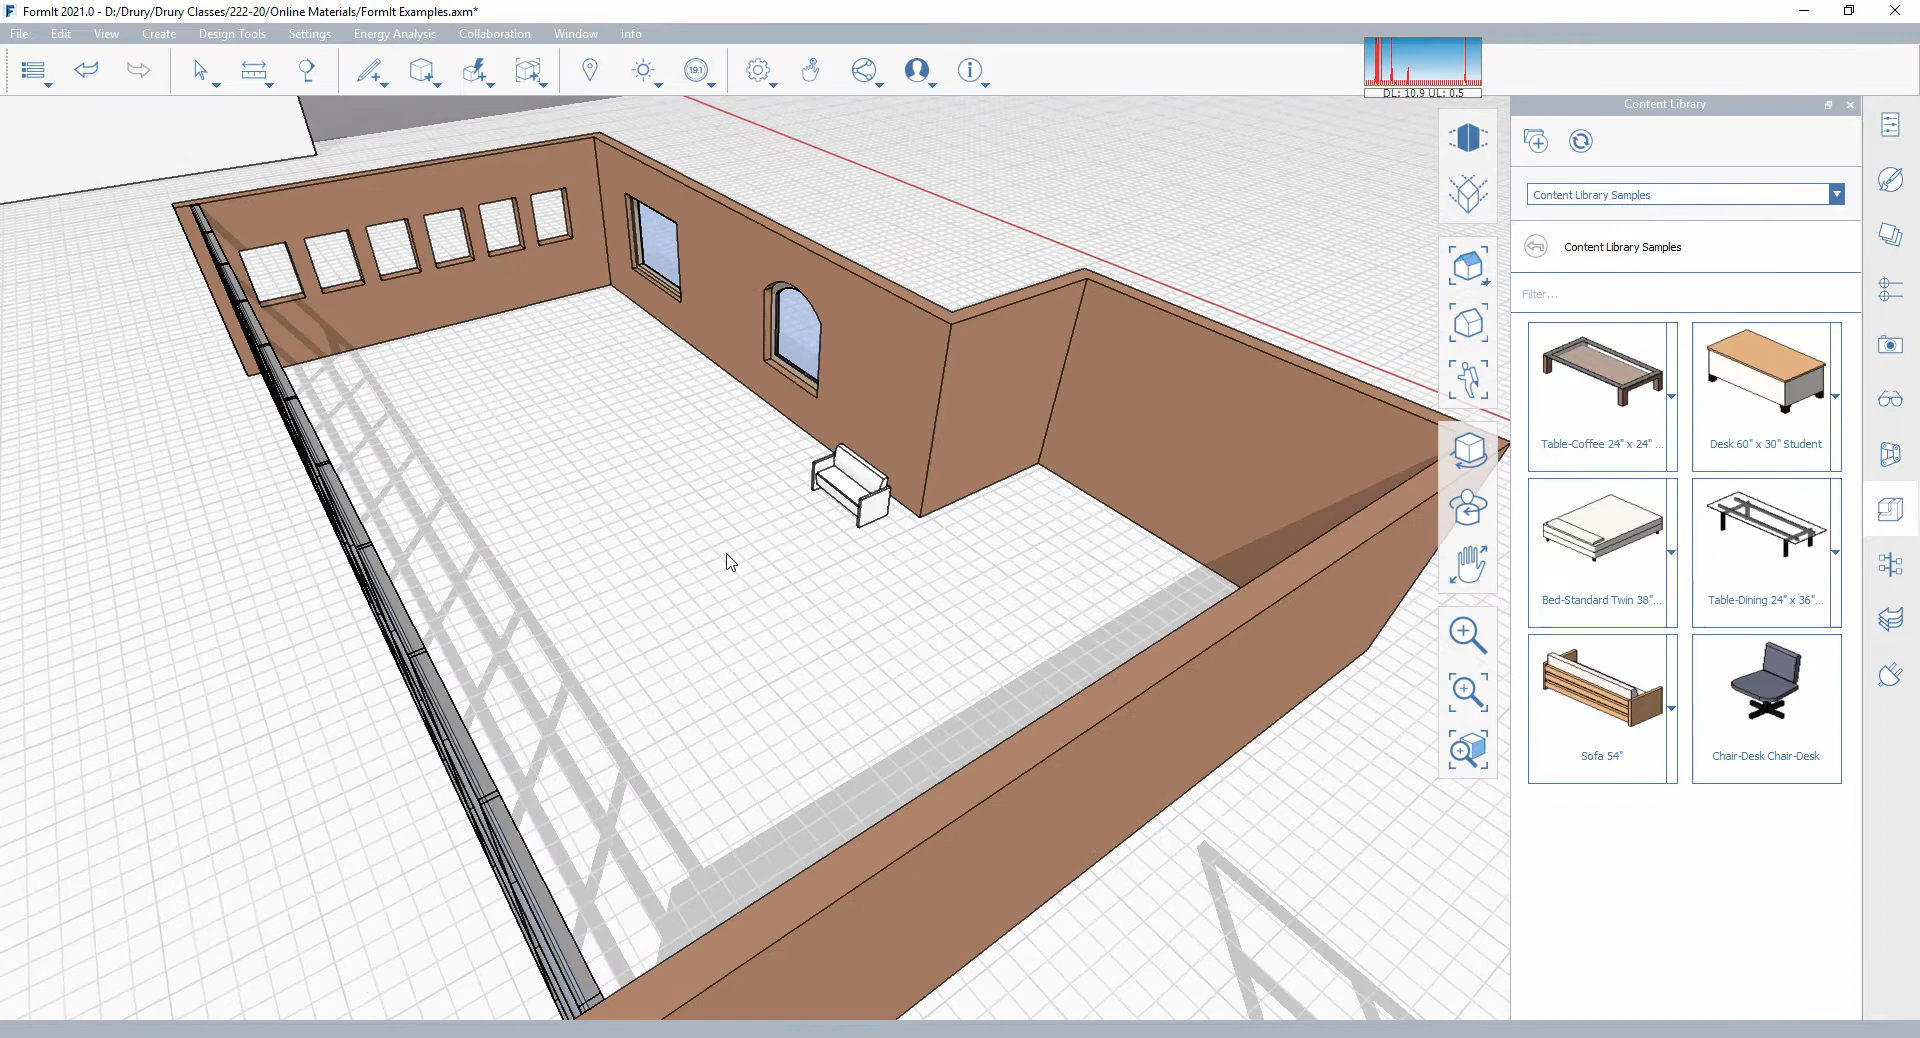 FormIt 2021.0 - D:/Drury/Drury Classes/222-20/Online Materials/FormIt Examples.axm*
File Edit View Create Design Tools Settings Energy Analysis Collaboration Window Info
19.1
DL: 10.9 UL: 0.5
Content Library
Content Library Samples
Content Library Samples
Filter...
Table-Coffee 24" x 24" ...
Desk 60" x 30" Student
Bed-Standard Twin 38"...
Table-Dining 24" x 36"...
Sofa 54"
Chair-Desk Chair-Desk